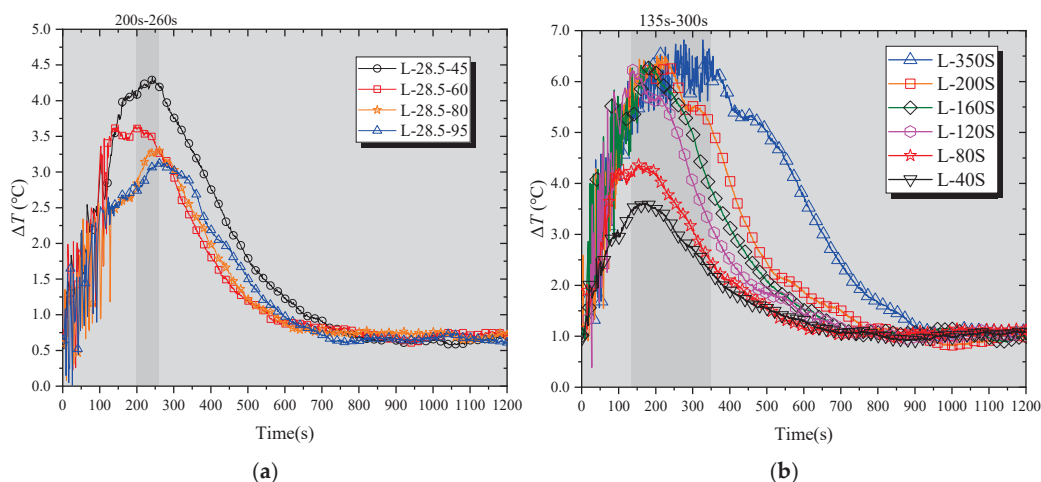 200s-260s
5.0
4.5
4.0
3.5
3.0
2.5
2.0
1.5
1.0
0.5
0.0
ΔT (°C)
L-28.5-45
L-28.5-60
L-28.5-80
L-28.5-95
0 100 200 300 400 500 600 700 800 900 1000 1100 1200
Time(s)
(a)
135s-300s
7.0
6.0
5.0
4.0
3.0
2.0
1.0
0.0
ΔT (°C)
L-350S
L-200S
L-160S
L-120S
L-80S
L-40S
0 100 200 300 400 500 600 700 800 900 1000 1100 1200
Time(s)
(b)